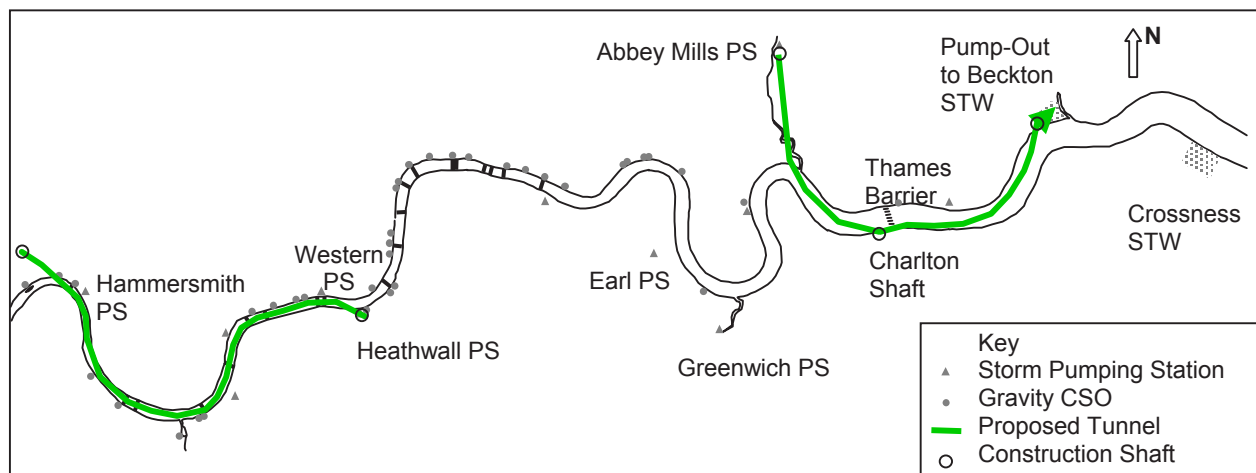 Abbey Mills PS
Pump-Out
to Beckton
STW
N
Thames
Barrier
Crossness
STW
Western
PS
Hammersmith
PS
Earl PS
Charlton
Shaft
Heathwall PS
Greenwich PS
Key
Storm Pumping Station
Gravity CSO
Proposed Tunnel
Construction Shaft